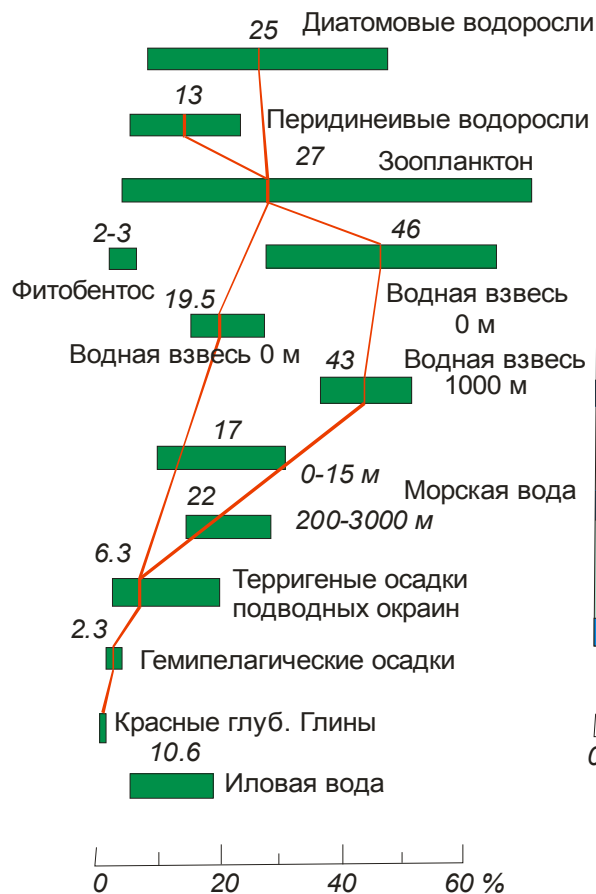 25
Диатомовые водоросли
13
Перидинеивые водоросли
27
Зоопланктон
2-3
46
Фитобентос
19.5
Водная взвесь
0 м
Водная взвесь 0 м
43
Водная взвесь
1000 м
17
0-15 м
Морская вода
22
200-3000 м
6.3
Терригеные осадки
подводных окраин
2.3
Гемипелагические осадки
Красные глуб. Глины
10.6
Иловая вода
0 20 40 60 %
0